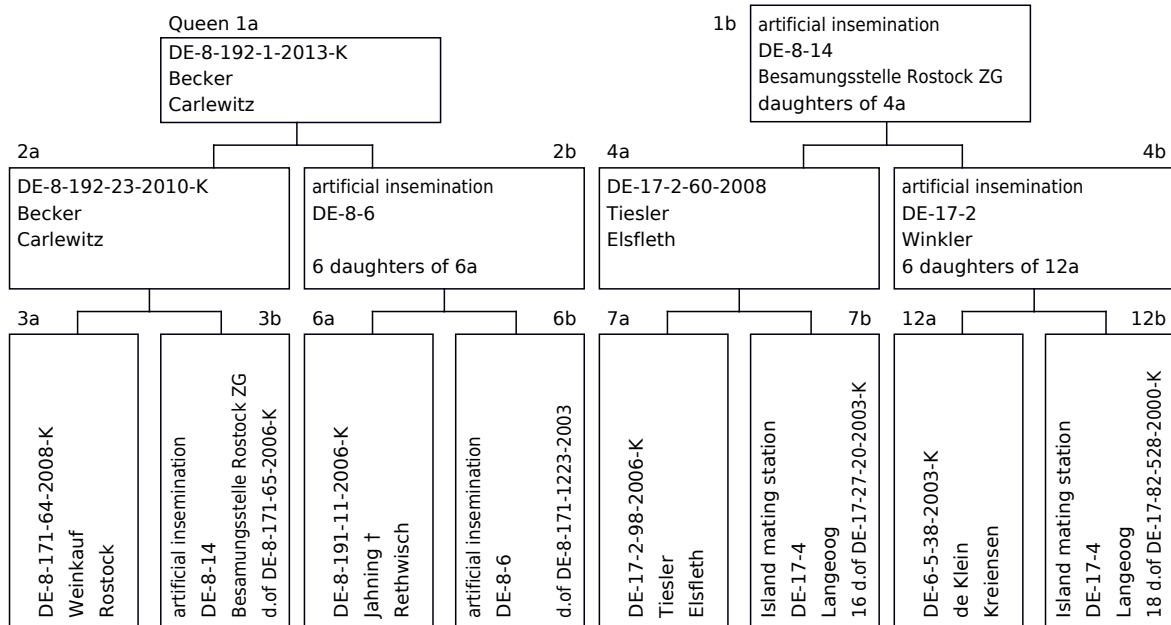 Queen 1a
DE-8-192-1-2013-K
Becker
Carlewitz
1b
artificial insemination
DE-8-14
Besamungsstelle Rostock ZG
daughters of 4a
2a
DE-8-192-23-2010-K
Becker
Carlewitz
2b
artificial insemination
DE-8-6
6 daughters of 6a
4a
DE-17-2-60-2008
Tiesler
Elsfleth
4b
artificial insemination
DE-17-2
Winkler
6 daughters of 12a
3a
DE-8-171-64-2008-K
Weinkauf
Rostock
3b
artificial insemination
DE-8-14
Besamungsstelle Rostock ZG
d.of DE-8-171-65-2006-K
6a
DE-8-191-11-2006-K
Jahning †
Rethwisch
6b
artificial insemination
DE-8-6
d.of DE-8-171-1223-2003
7a
DE-17-2-98-2006-K
Tiesler
Elsfleth
7b
Island mating station
DE-17-4
Langeoog
16 d.of DE-17-27-20-2003-K
12a
DE-6-5-38-2003-K
de Klein
Kreiensen
12b
Island mating station
DE-17-4
Langeoog
18 d.of DE-17-82-528-2000-K